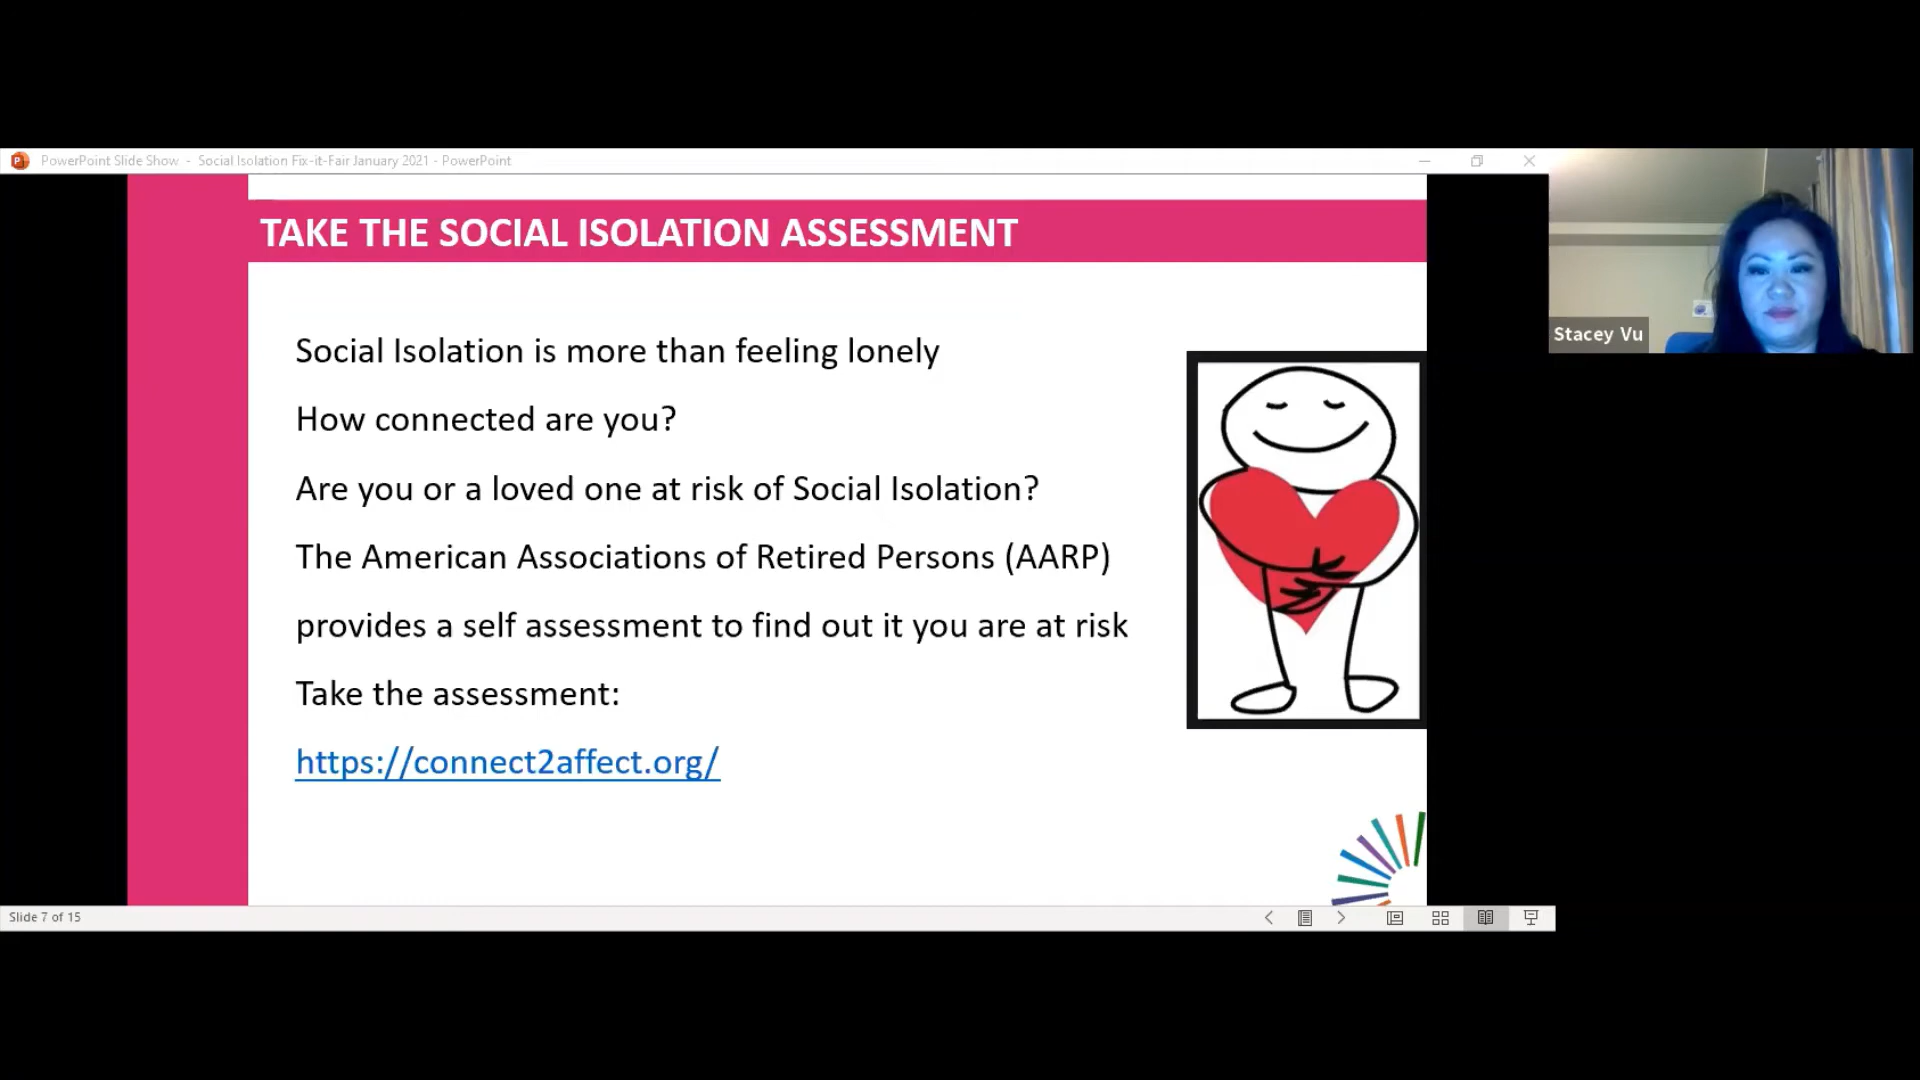 PowerPoint Slide Show - Social Isolation Fix-it-Fair January 2021 - PowerPoint
TAKE THE SOCIAL ISOLATION ASSESSMENT
Social Isolation is more than feeling lonely
How connected are you?
Are you or a loved one at risk of Social Isolation?
The American Associations of Retired Persons (AARP)
provides a self assessment to find out it you are at risk
Take the assessment:
https://connect2affect.org/
Stacey Vu
Slide 7 of 15